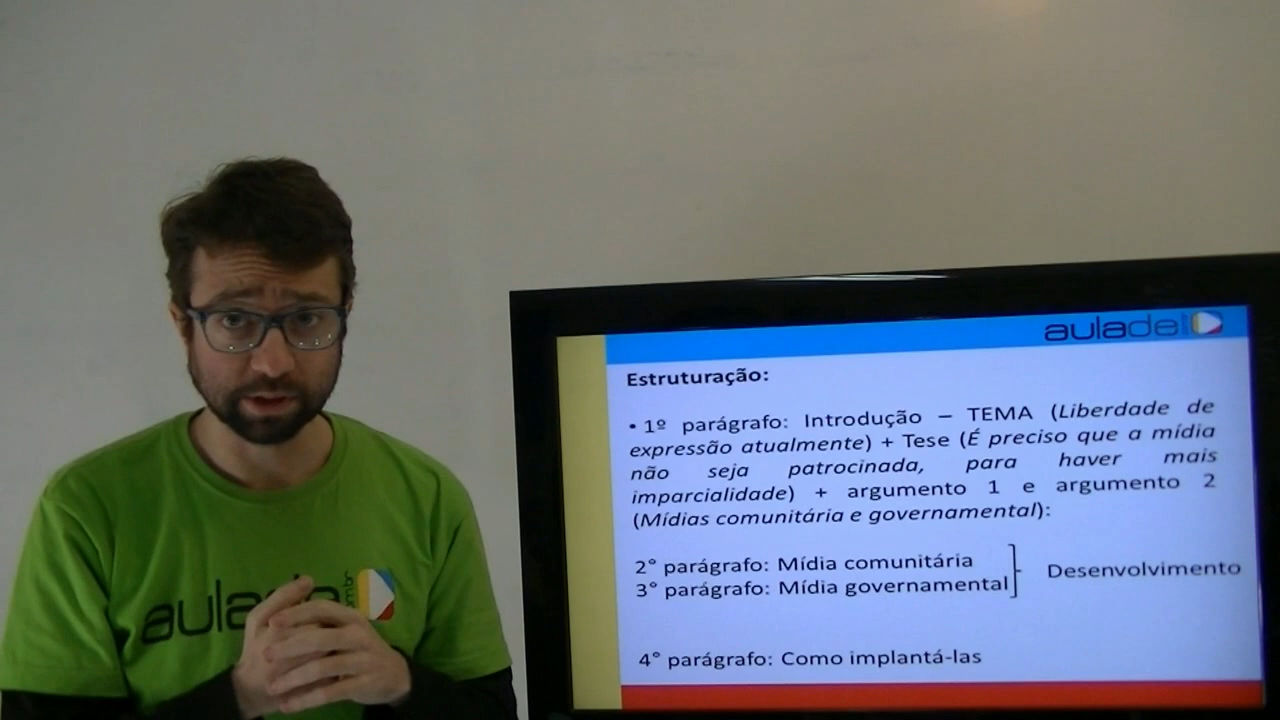 aulade
Estruturação:
• 1º parágrafo: Introdução – TEMA (Liberdade de
expressão atualmente) + Tese (É preciso que a mídia
não seja patrocinada, para haver mais
imparcialidade) + argumento 1 e argumento 2
(Mídias comunitária e governamental):
2° parágrafo: Mídia comunitária
3° parágrafo: Mídia governamental
Desenvolvimento
4° parágrafo: Como implantá-las